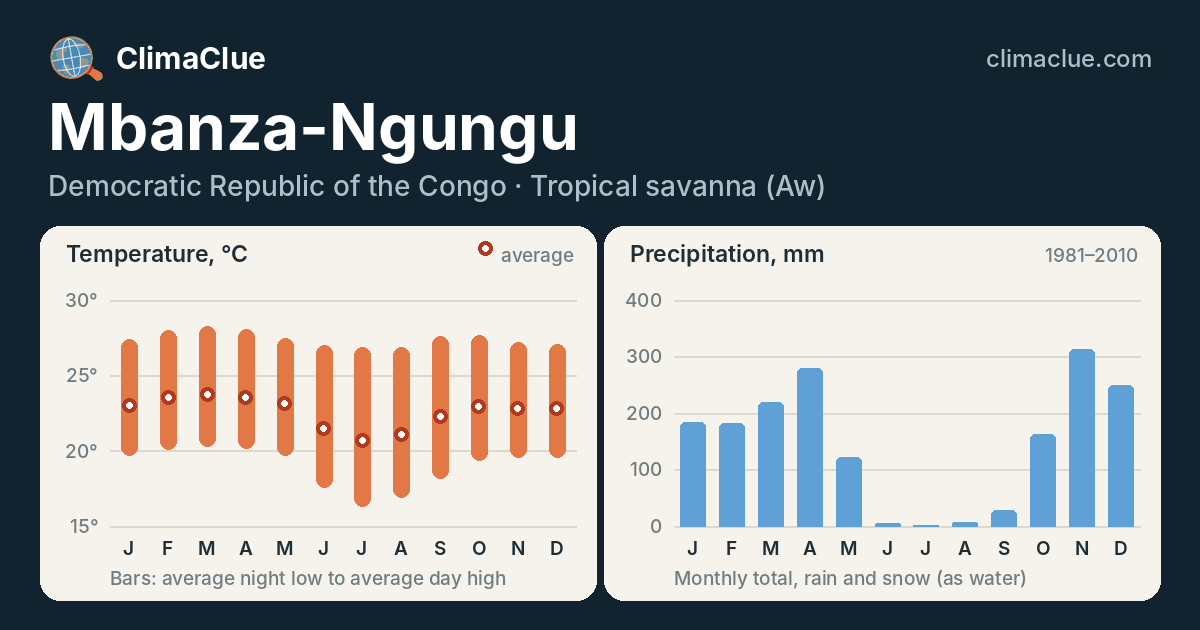 ClimaClue
climaclue.com
Mbanza-Ngungu
Democratic Republic of the Congo · Tropical savanna (Aw)
Temperature, °C
average
30°
25°
20°
15°
J F M A M J J A S O N D
Bars: average night low to average day high
Precipitation, mm
1981–2010
400
300
200
100
0
J F M A M J J A S O N D
Monthly total, rain and snow (as water)